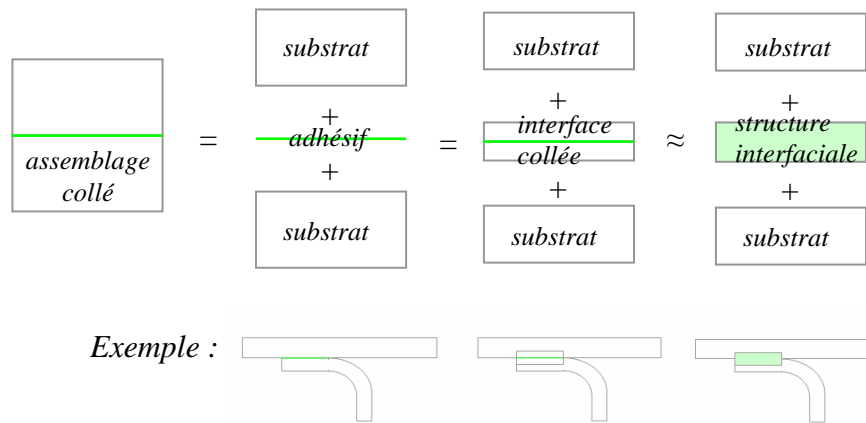 assemblage
collé
=
substrat
+
adhésif
+
substrat
=
substrat
+
interface
collée
+
substrat
≈
substrat
+
structure
interfaciale
+
substrat
Exemple :